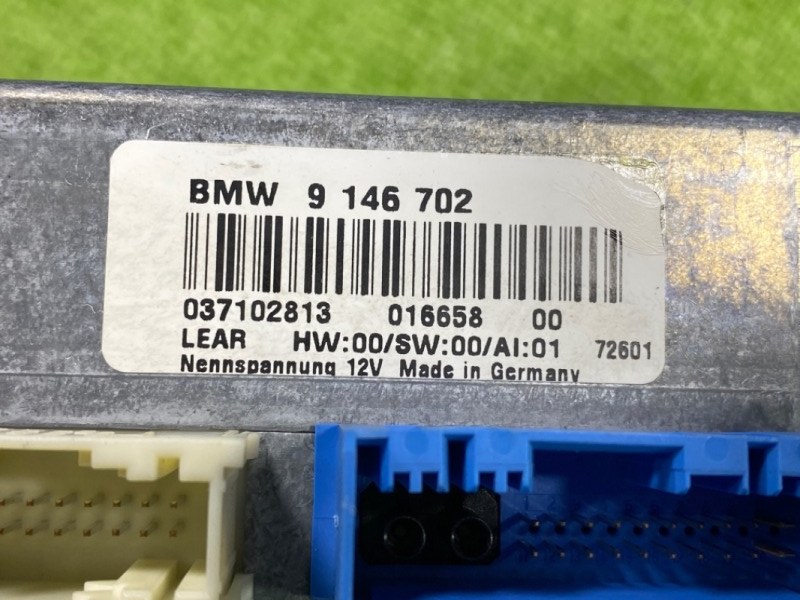 BMW 9 146 702
037102813 016658 00
LEAR HW:00/SW:00/AI:01 72601
Nennspannung 12V Made in Germany